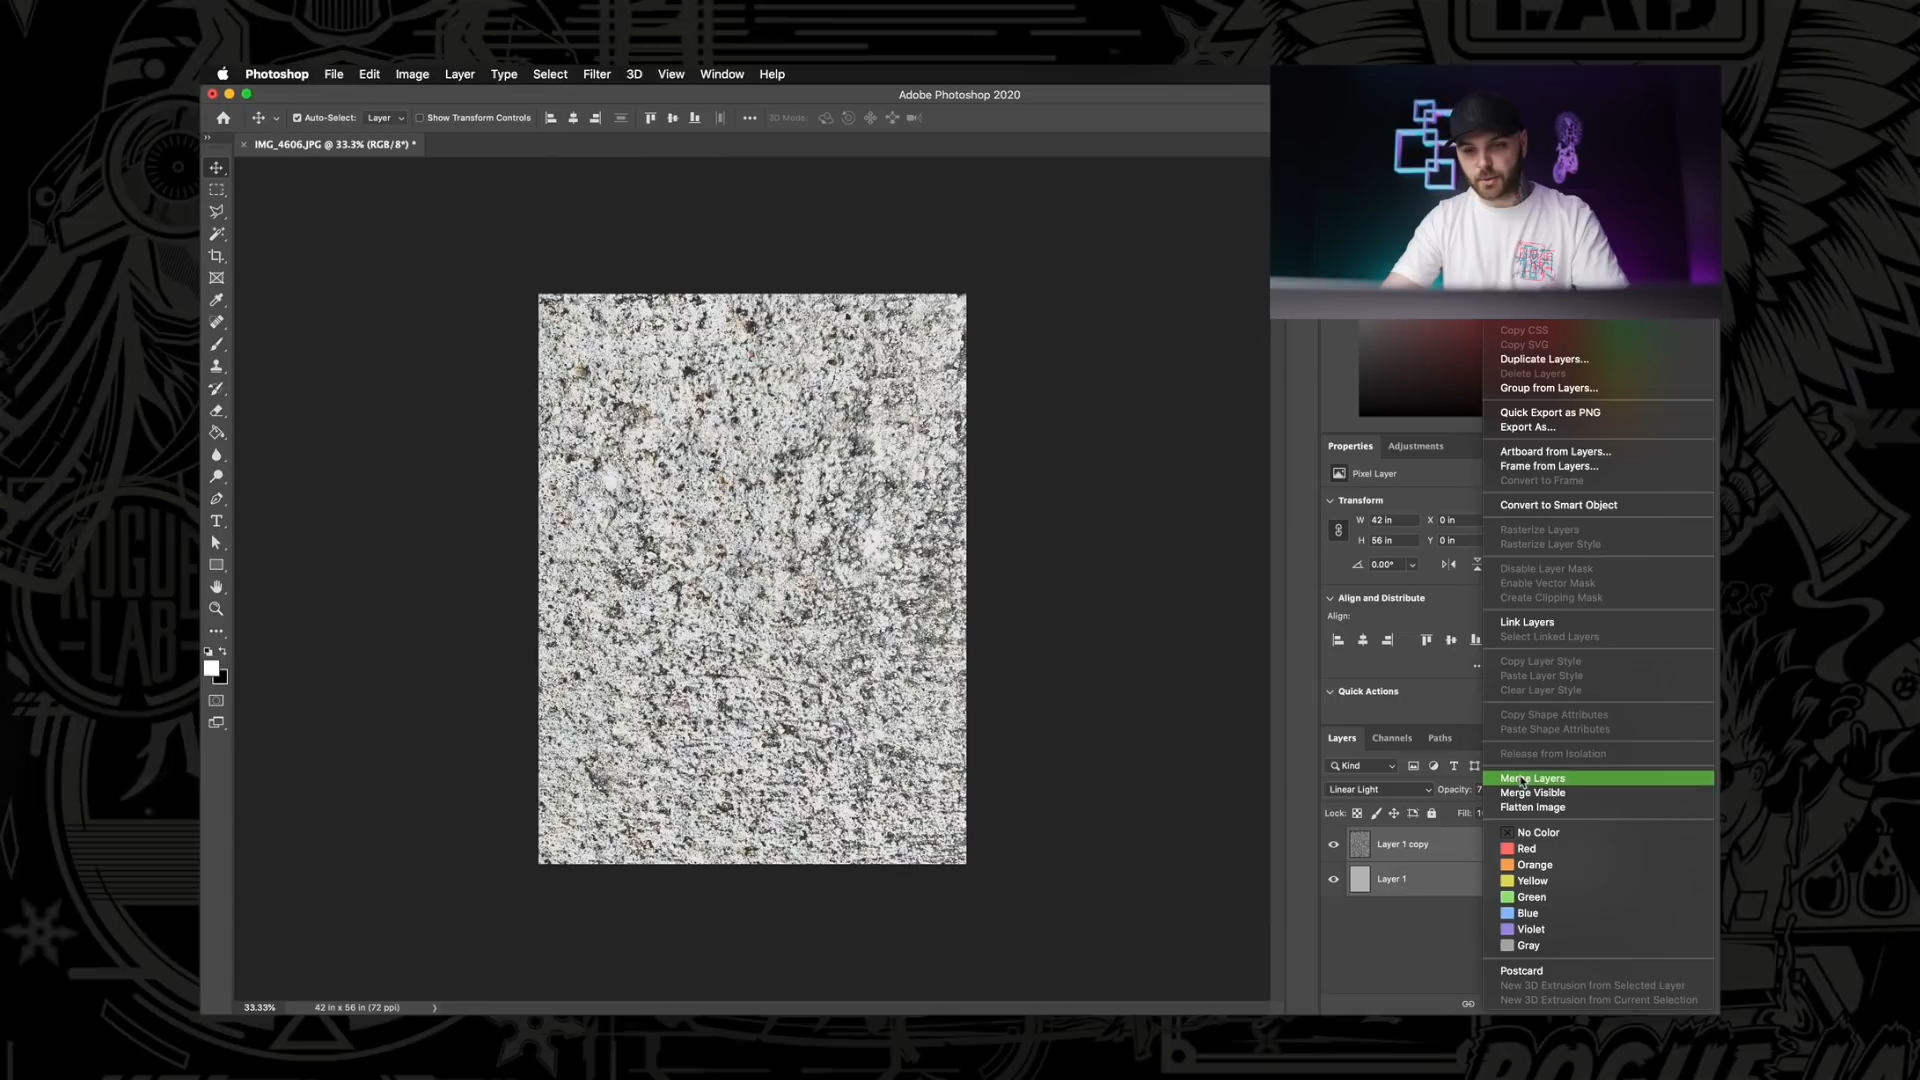 LAB
Photoshop File Edit Image Layer Type Select Filter 3D View Window Help
Adobe Photoshop 2020
Auto-Select: Layer Show Transform Controls 3D Mode:
IMG_4606.JPG @ 33.3% (RGB/8*) *
Copy CSS
Copy SVG
Duplicate Layers...
Delete Layers
Group from Layers...
Quick Export as PNG
Export As...
Artboard from Layers...
Frame from Layers...
Convert to Frame
Convert to Smart Object
Rasterize Layers
Rasterize Layer Style
Disable Layer Mask
Enable Vector Mask
Create Clipping Mask
Link Layers
Select Linked Layers
Copy Layer Style
Paste Layer Style
Clear Layer Style
Copy Shape Attributes
Paste Shape Attributes
Release from Isolation
Merge Layers
Merge Visible
Flatten Image
No Color
Red
Orange
Yellow
Green
Blue
Violet
Gray
Postcard
New 3D Extrusion from Selected Layer
New 3D Extrusion from Current Selection
Properties Adjustments
Pixel Layer
Transform
W 42 in X 0 in
H 56 in Y 0 in
0.00°
Align and Distribute
Align:
Quick Actions
Layers Channels Paths
Kind
Linear Light Opacity: 7
Lock: Fill: 1
Layer 1 copy
Layer 1
33.33% 42 in x 56 in (72 ppi)
ROGUE
LAB